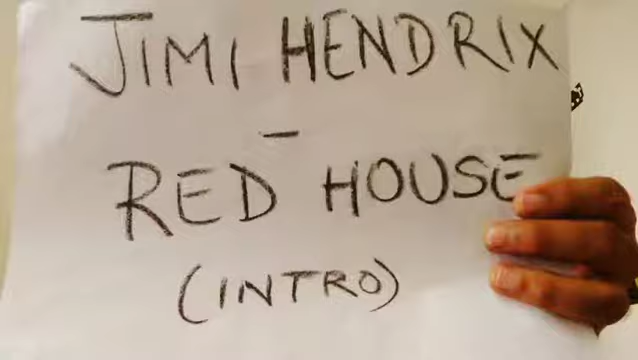 JIMI HENDRIX
-
RED HOUSE
(INTRO)